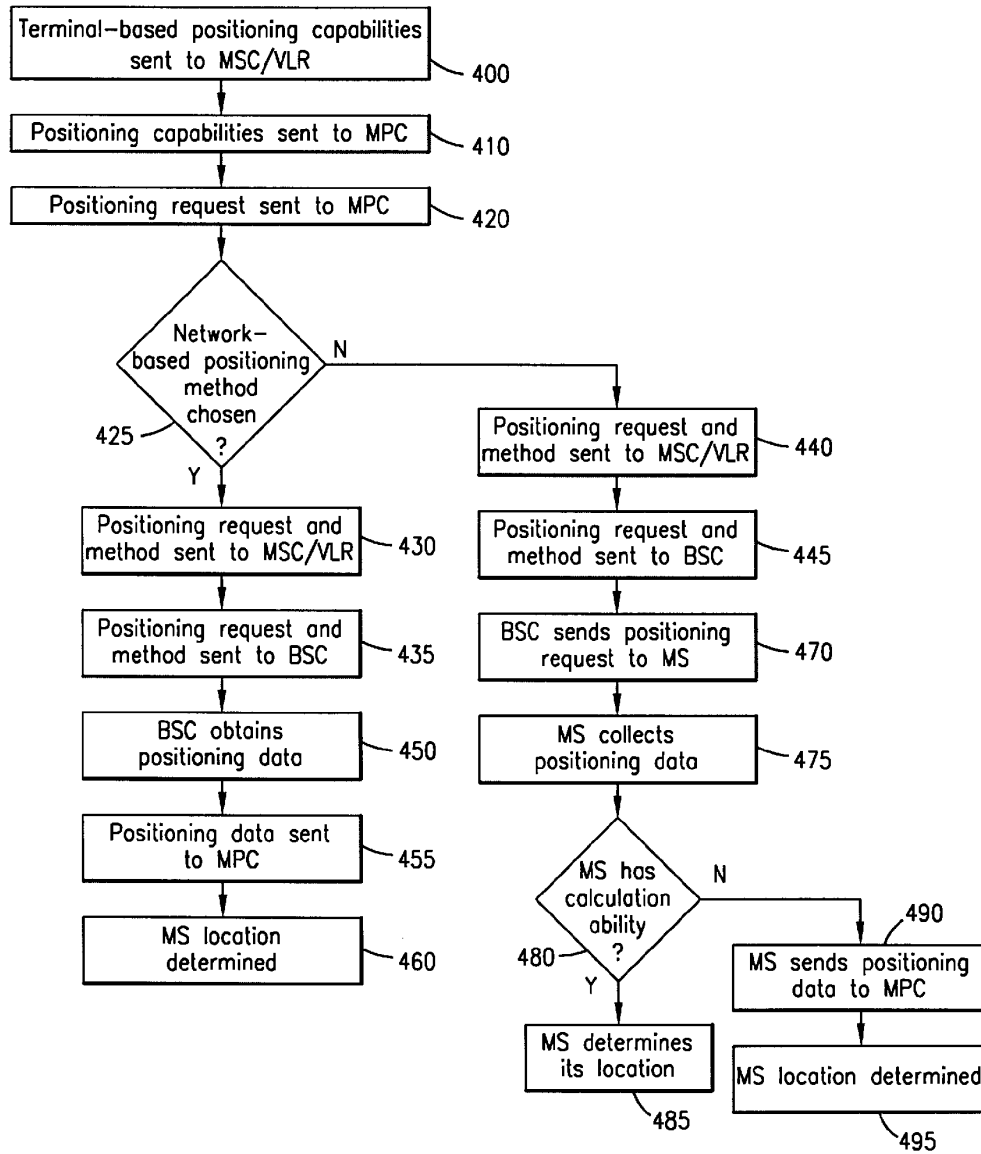 Terminal-based positioning capabilities
sent to MSC/VLR
400
Positioning capabilities sent to MPC
410
Positioning request sent to MPC
420
Network-
based positioning
method
chosen
?
425
N
Y
Positioning request and
method sent to MSC/VLR
430
Positioning request and
method sent to BSC
435
BSC obtains
positioning data
450
Positioning data sent
to MPC
455
MS location
determined
460
Positioning request and
method sent to MSC/VLR
440
Positioning request and
method sent to BSC
445
BSC sends positioning
request to MS
470
MS collects
positioning data
475
MS has
calculation
ability
?
480
N
Y
MS determines
its location
485
490
MS sends positioning
data to MPC
MS location determined
495